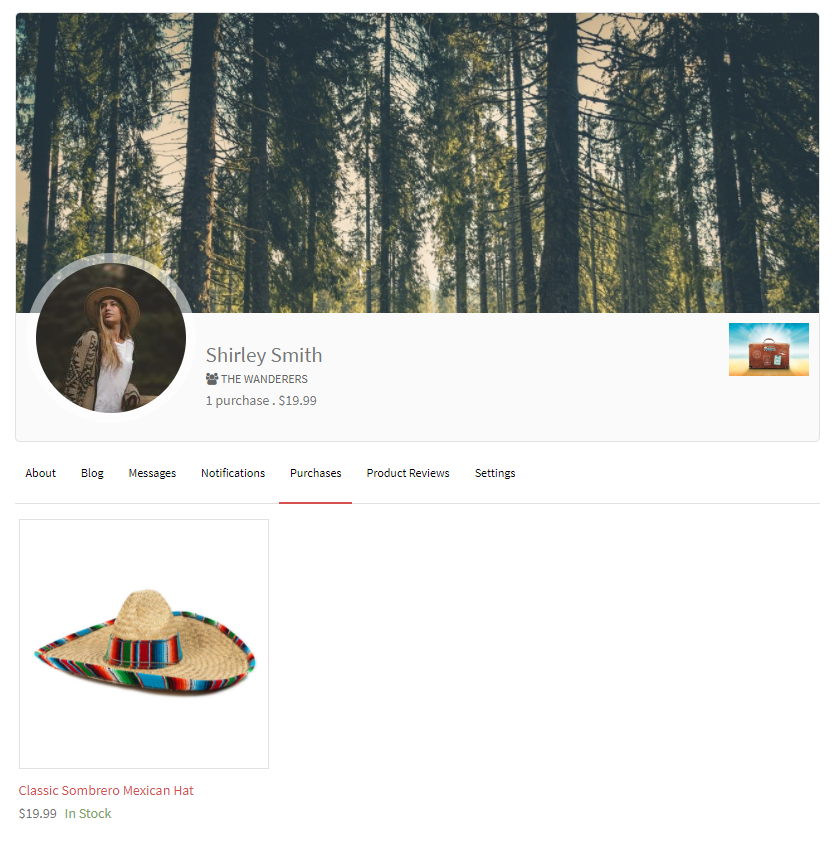 Shirley Smith
THE WANDERERS
1 purchase . $19.99
About Blog Messages Notifications Purchases Product Reviews Settings
Classic Sombrero Mexican Hat
$19.99 In Stock